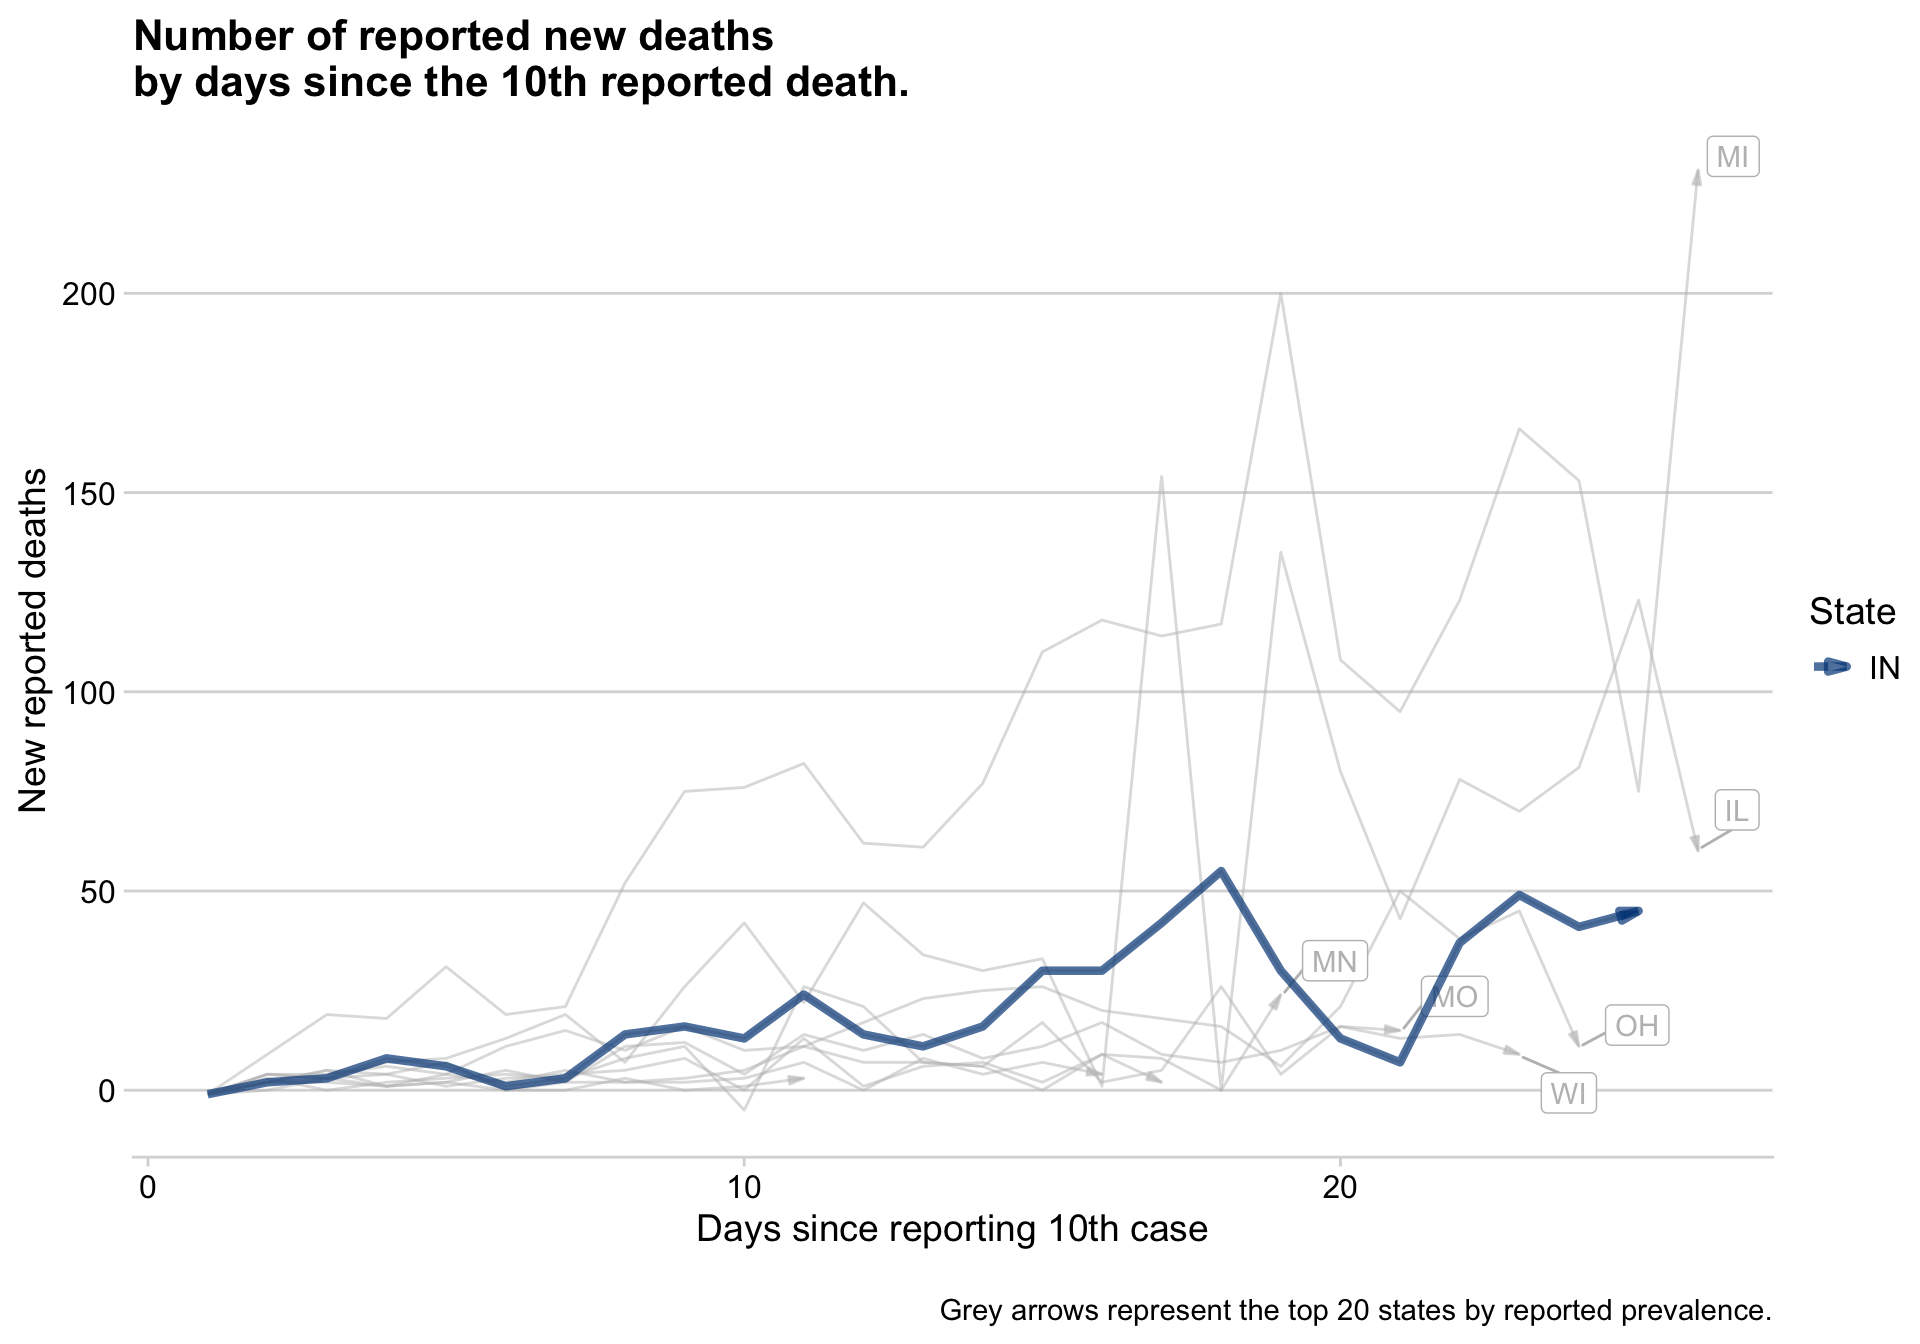 Number of reported new deaths
by days since the 10th reported death.
New reported deaths
200
150
100
50
0
MI
IL
MN
MO
OH
WI
State
IN
0
10
20
Days since reporting 10th case
Grey arrows represent the top 20 states by reported prevalence.